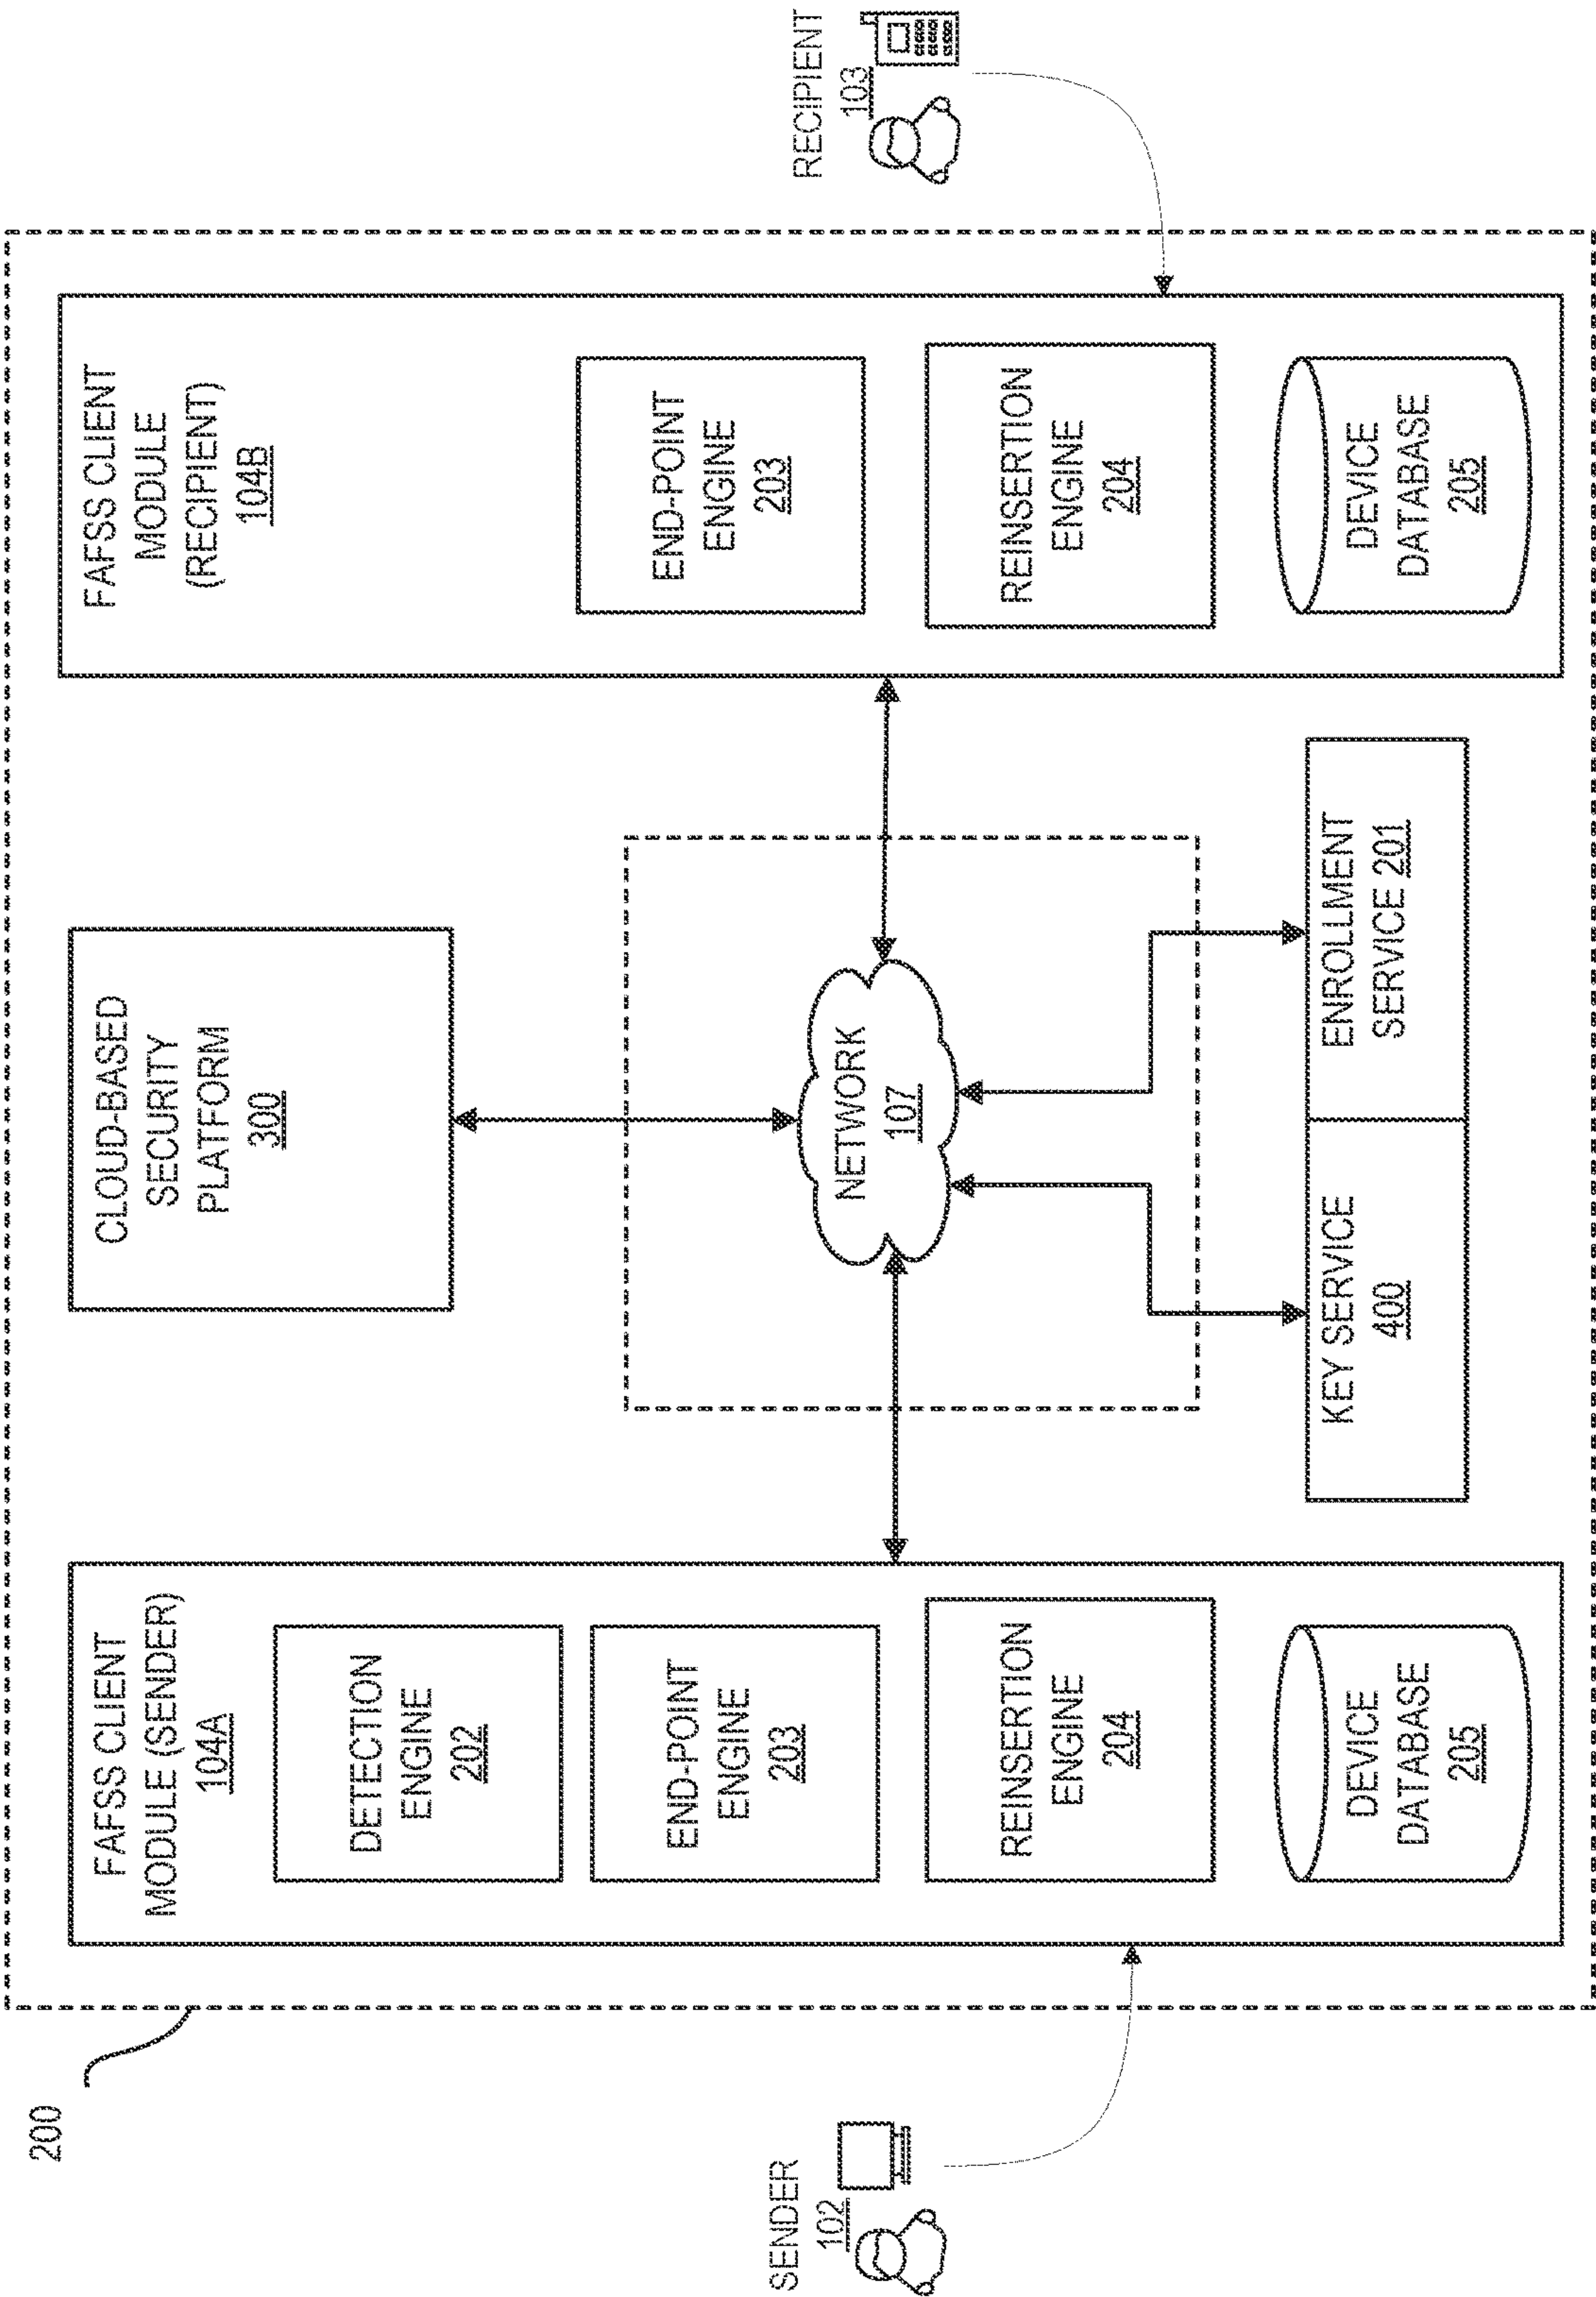 200
SENDER
102
FAFSS CLIENT
MODULE (SENDER)
104A
DETECTION
ENGINE
202
END-POINT
ENGINE
203
REINSERTION
ENGINE
204
DEVICE
DATABASE
205
CLOUD-BASED
SECURITY
PLATFORM
300
NETWORK
107
KEY SERVICE
400
ENROLLMENT
SERVICE 201
FAFSS CLIENT
MODULE
(RECIPIENT)
104B
END-POINT
ENGINE
203
REINSERTION
ENGINE
204
DEVICE
DATABASE
205
RECIPIENT
103